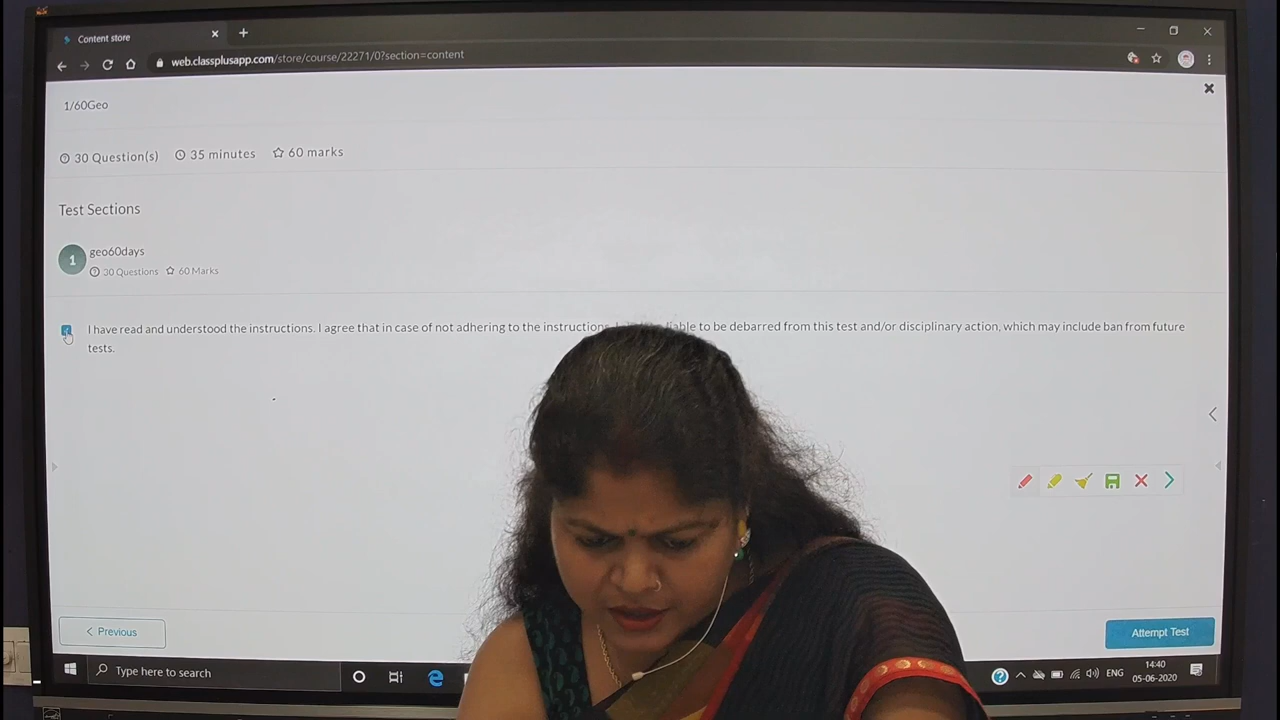 Content store
web.classplusapp.com/store/course/22271/0?section=content
1/60Geo
30 Question(s) 35 minutes 60 marks
Test Sections
1 geo60days
30 Questions 60 Marks
I have read and understood the instructions. I agree that in case of not adhering to the instructions to be debarred from this test and/or disciplinary action, which may include ban from future
tests.
Previous
Attempt Test
Type here to search
ENG
14:40
05-06-2020